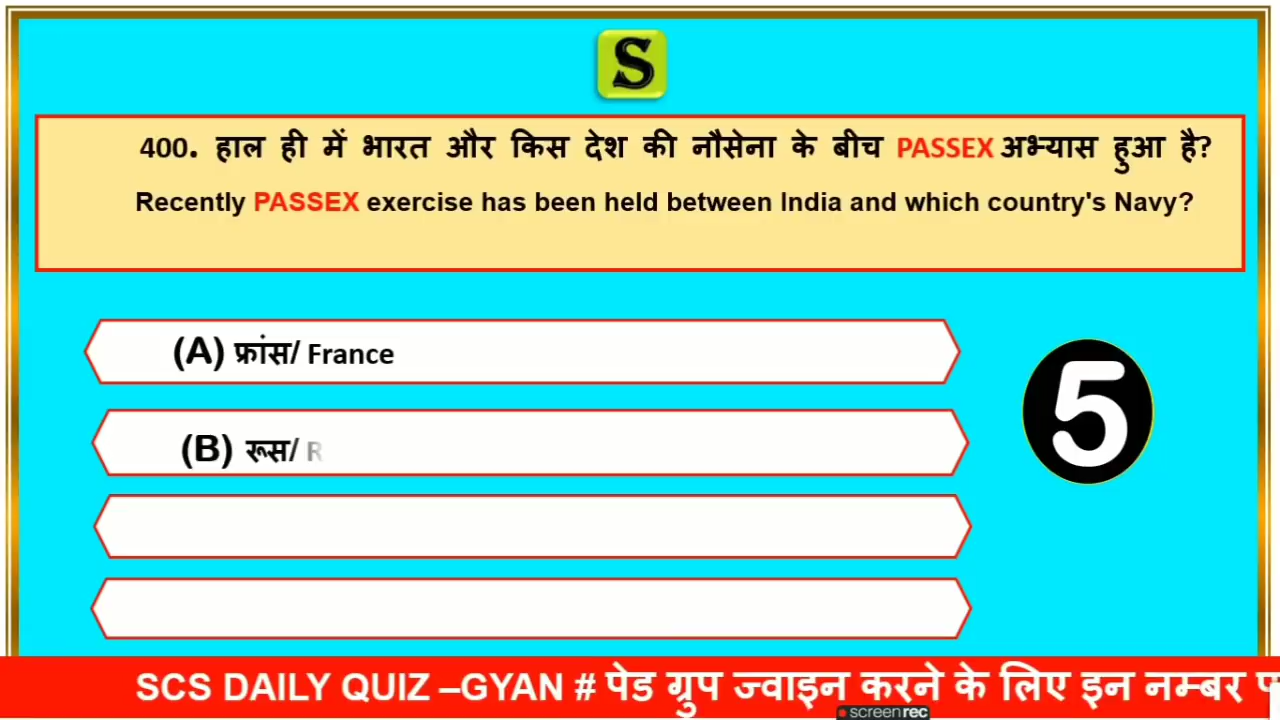 S
400. हाल ही में भारत और किस देश की नौसेना के बीच PASSEX अभ्यास हुआ है?
Recently PASSEX exercise has been held between India and which country's Navy?
(A) फ्रांस/ France
(B) रूस/ R
5
SCS DAILY QUIZ –GYAN # पेड ग्रुप ज्वाइन करने के लिए इन नम्बर
screenrec